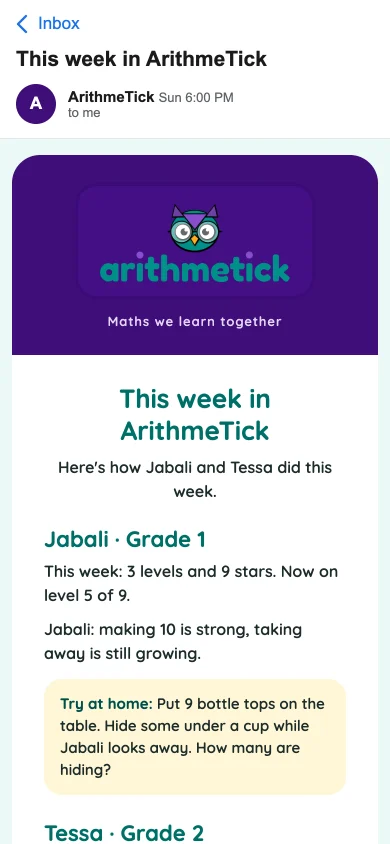 Inbox
This week in ArithmeTick
A
ArithmeTick Sun 6:00 PM
to me
arithmetick
Maths we learn together
This week in
ArithmeTick
Here's how Jabali and Tessa did this
week.
Jabali · Grade 1
This week: 3 levels and 9 stars. Now on
level 5 of 9.
Jabali: making 10 is strong, taking
away is still growing.
Try at home: Put 9 bottle tops on the
table. Hide some under a cup while
Jabali looks away. How many are
hiding?
Tessa · Grade 2